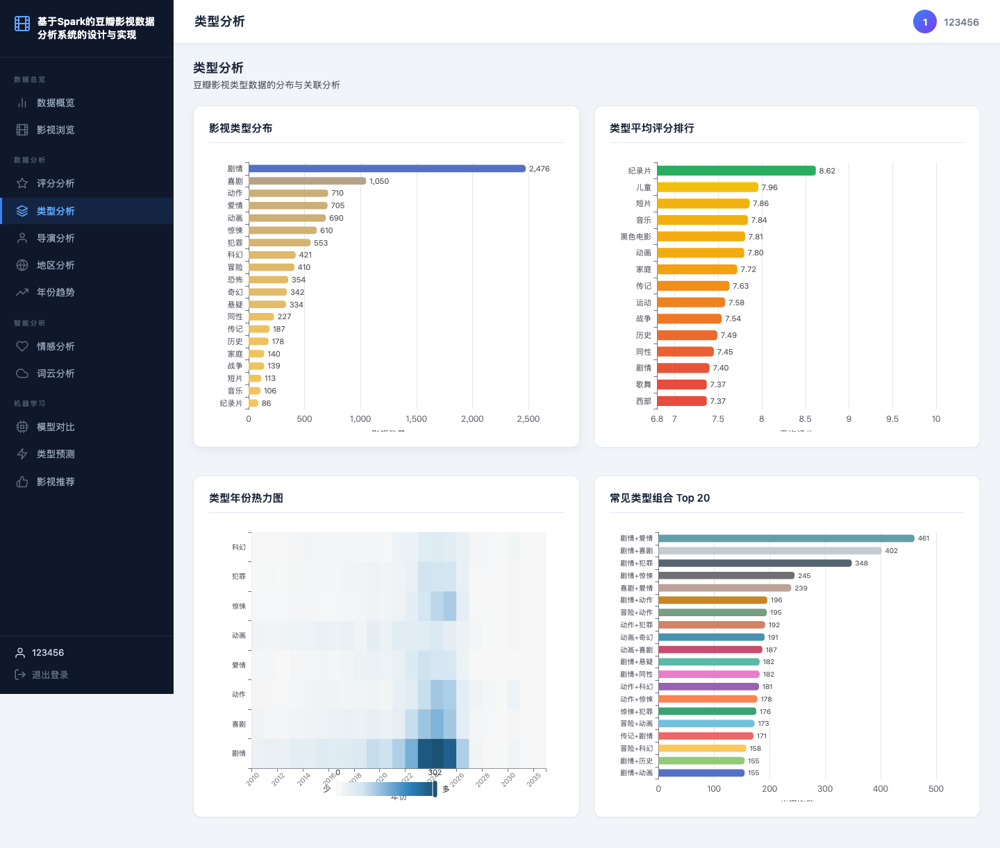 基于Spark的豆瓣影视数据
分析系统的设计与实现
数据总览
数据概览
影视浏览
数据分析
评分分析
类型分析
导演分析
地区分析
年份趋势
智能分析
情感分析
词云分析
机器学习
模型对比
类型预测
影视推荐
123456
退出登录
类型分析
1 123456
类型分析
豆瓣影视类型数据的分布与关联分析
影视类型分布
剧情 2,476
喜剧 1,050
动作 710
爱情 705
动画 690
惊悚 610
犯罪 553
科幻 421
冒险 410
恐怖 354
奇幻 342
悬疑 334
同性 227
传记 187
历史 178
家庭 140
战争 139
短片 113
音乐 106
纪录片 86
0 500 1,000 1,500 2,000 2,500
类型平均评分排行
纪录片 8.62
儿童 7.96
短片 7.86
音乐 7.84
黑色电影 7.81
动画 7.80
家庭 7.72
传记 7.63
运动 7.58
战争 7.54
历史 7.49
同性 7.45
剧情 7.40
歌舞 7.37
西部 7.37
6.8 7 7.5 8 8.5 9 9.5 10
类型年份热力图
科幻
犯罪
惊悚
动画
爱情
动作
喜剧
剧情
2010 2012 2014 2016 2018 2020 2022 2024 2026 2028 2030 2035
0 302
少 多
年份
常见类型组合 Top 20
剧情+爱情 461
剧情+喜剧 402
剧情+犯罪 348
剧情+惊悚 245
喜剧+爱情 239
剧情+动作 196
冒险+动作 195
动作+犯罪 192
动画+奇幻 191
动画+喜剧 187
剧情+悬疑 182
剧情+同性 182
动作+科幻 181
动作+惊悚 178
惊悚+犯罪 176
冒险+动画 173
传记+剧情 171
冒险+科幻 158
剧情+历史 155
剧情+动画 155
0 100 200 300 400 500